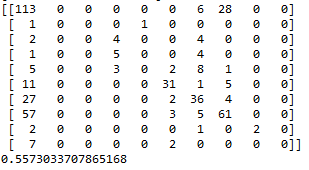 [[113 0 0 0 0 0 6 28 0 0]
[ 1 0 0 0 1 0 0 0 0 0]
[ 2 0 0 4 0 0 4 0 0 0]
[ 1 0 0 5 0 0 4 0 0 0]
[ 5 0 0 3 0 2 8 1 0 0]
[ 11 0 0 0 0 31 1 5 0 0]
[ 27 0 0 0 0 2 36 4 0 0]
[ 57 0 0 0 0 3 5 61 0 0]
[ 2 0 0 0 0 0 1 0 2 0]
[ 7 0 0 0 0 2 0 0 0 0]]
0.5573033707865168